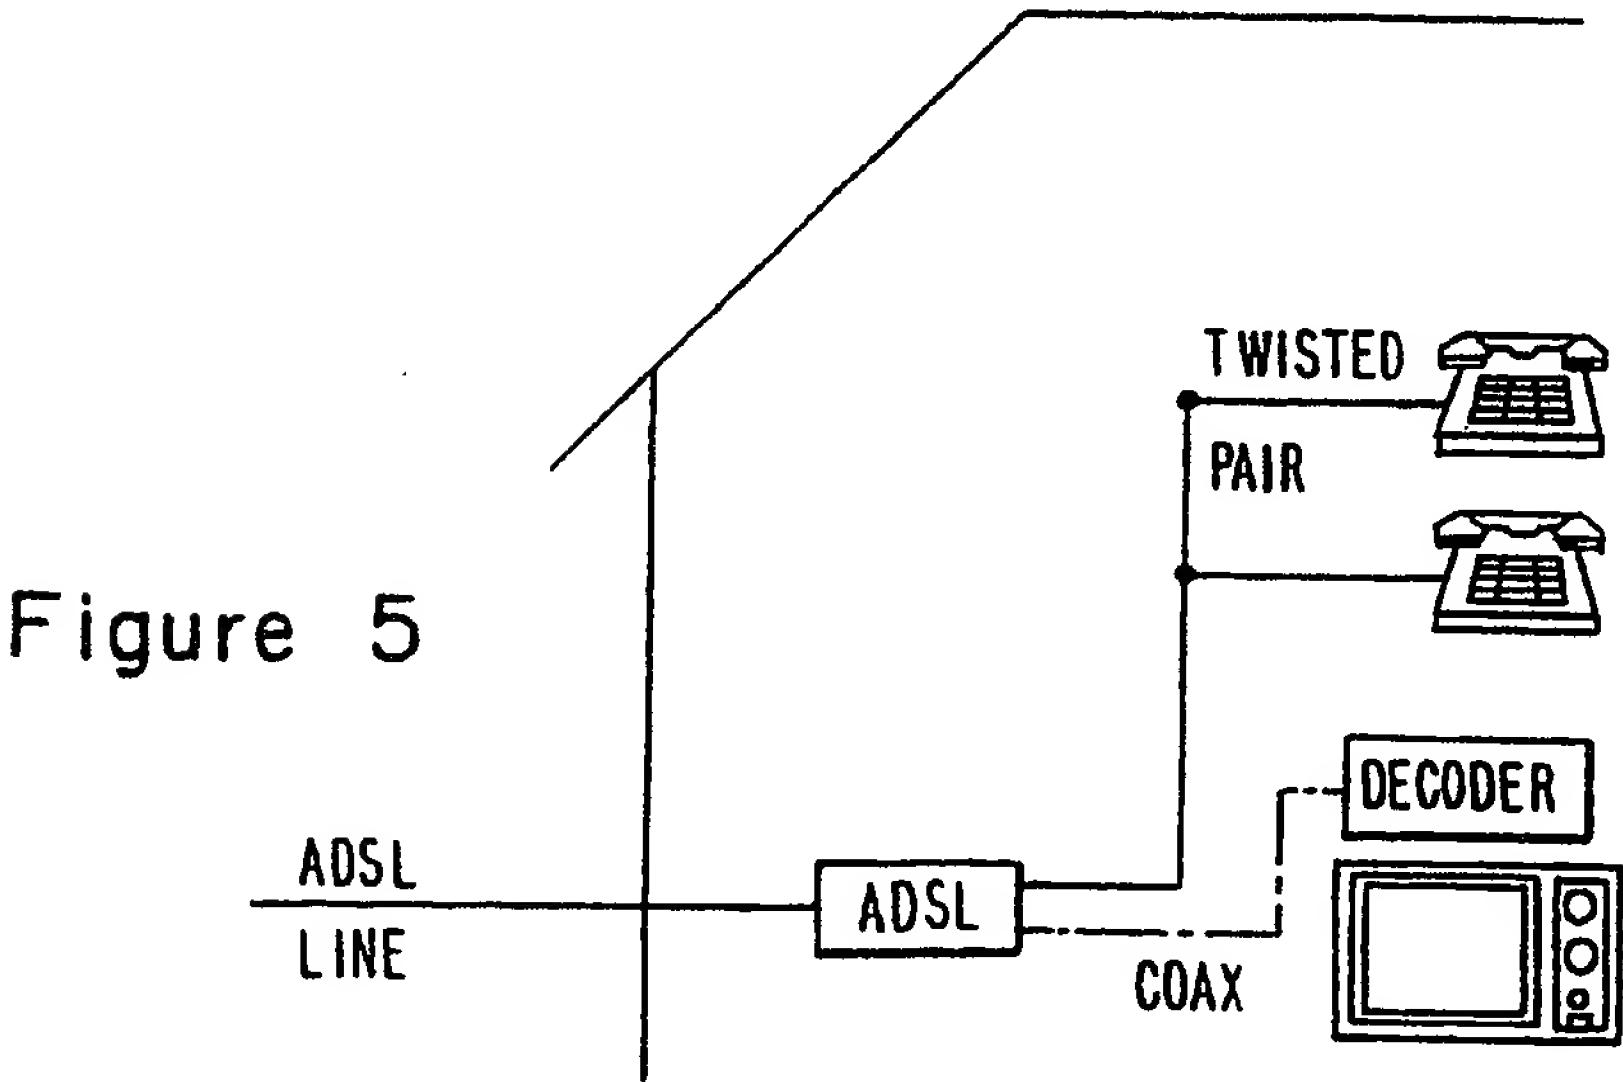 TWISTED
PAIR
Figure 5
DECODER
ADSL
LINE
ADSL
COAX